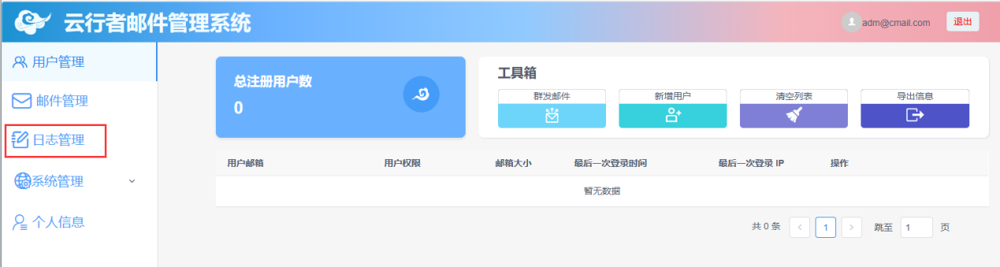 云行者邮件管理系统
adm@cmail.com
退出
用户管理
邮件管理
日志管理
系统管理
个人信息
总注册用户数
0
工具箱
群发邮件
新增用户
清空列表
导出信息
用户邮箱 用户权限 邮箱大小 最后一次登录时间 最后一次登录 IP 操作
暂无数据
共 0 条 < 1 > 跳至 1 页